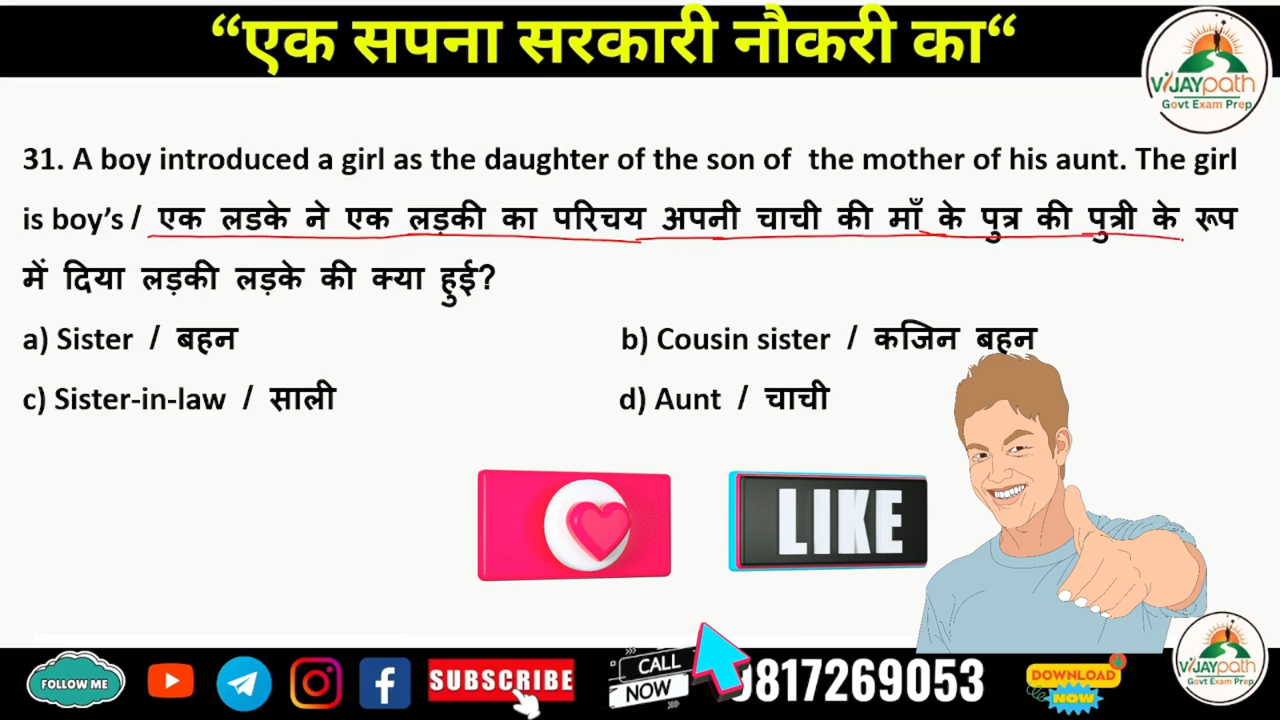 “एक सपना सरकारी नौकरी का“
ViJAYpath
Govt Exam Prep
31. A boy introduced a girl as the daughter of the son of the mother of his aunt. The girl
is boy’s / एक लडके ने एक लड़की का परिचय अपनी चाची की माँ के पुत्र की पुत्री के रूप
में दिया लड़की लड़के की क्या हुई?
a) Sister / बहन
b) Cousin sister / कजिन बहन
c) Sister-in-law / साली
d) Aunt / चाची
LIKE
FOLLOW ME
SUBSCRIBE
CALL
NOW
9817269053
DOWNLOAD
NOW
ViJAYpath
Govt Exam Prep